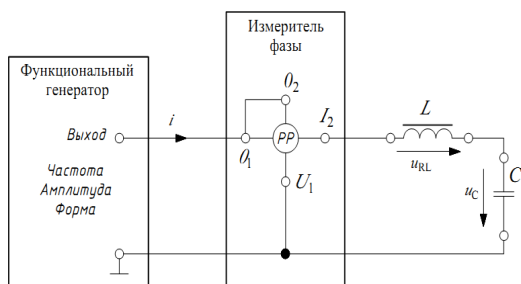 Измеритель
фазы
Функциональный
генератор
Выход
Частота
Амплитуда
Форма
i
0₂
0₁
PP
I₂
U₁
L
u_RL
u_C
C